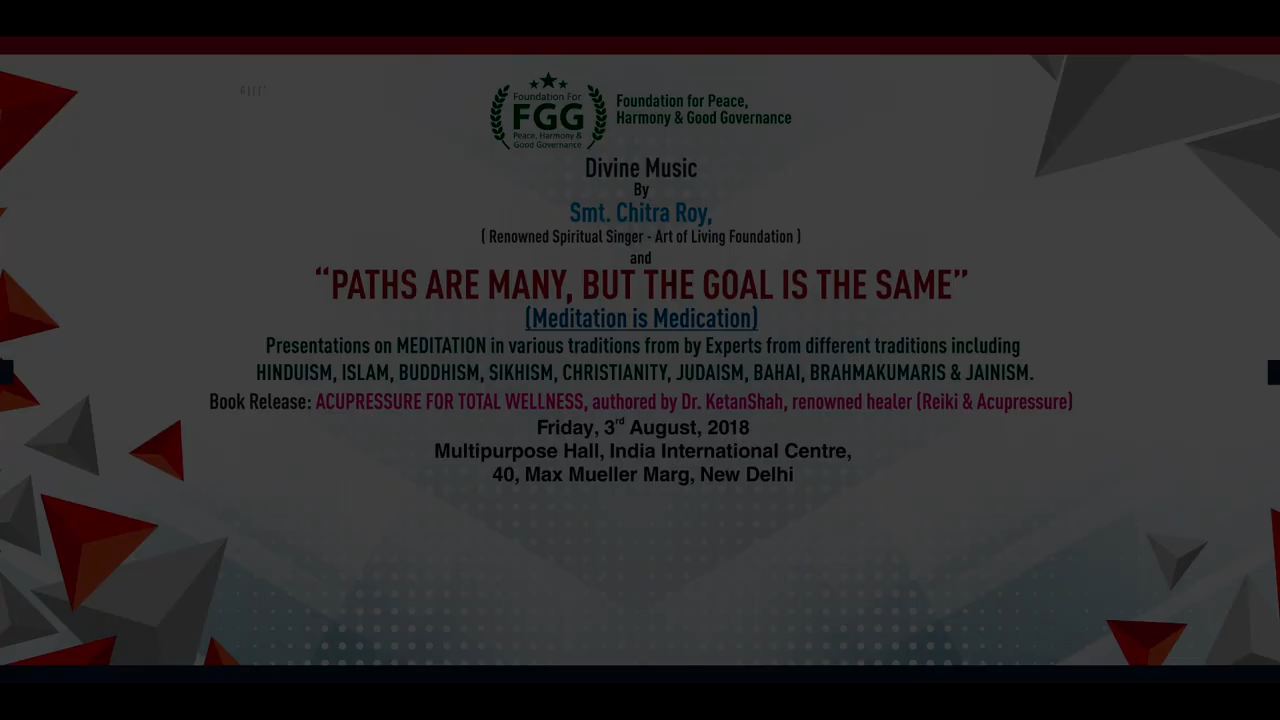 Foundation For
FGG
Peace, Harmony &
Good Governance
Foundation for Peace,
Harmony & Good Governance
Divine Music
By
Smt. Chitra Roy,
( Renowned Spiritual Singer - Art of Living Foundation )
and
“PATHS ARE MANY, BUT THE GOAL IS THE SAME”
(Meditation is Medication)
Presentations on MEDITATION in various traditions from by Experts from different traditions including
HINDUISM, ISLAM, BUDDHISM, SIKHISM, CHRISTIANITY, JUDAISM, BAHAI, BRAHMAKUMARIS & JAINISM.
Book Release: ACUPRESSURE FOR TOTAL WELLNESS, authored by Dr. KetanShah, renowned healer (Reiki & Acupressure)
Friday, 3rd August, 2018
Multipurpose Hall, India International Centre,
40, Max Mueller Marg, New Delhi